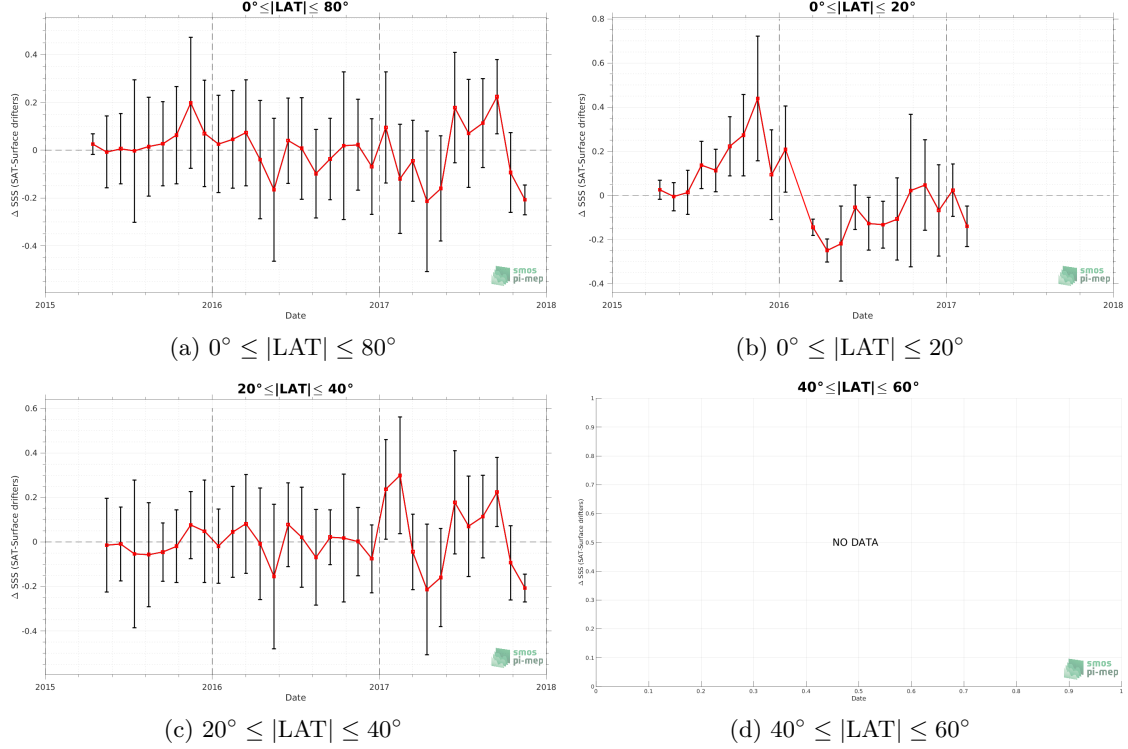 0°≤|LAT|≤ 80°
Δ SSS (SAT-Surface drifters)
0.4
0.2
0
-0.2
-0.4
2015
2016
2017
2018
Date
smos
pi-mep
(a) 0° ≤ |LAT| ≤ 80°
0°≤|LAT|≤ 20°
Δ SSS (SAT-Surface drifters)
0.8
0.6
0.4
0.2
0
-0.2
-0.4
2015
2016
2017
2018
Date
smos
pi-mep
(b) 0° ≤ |LAT| ≤ 20°
20°≤|LAT|≤ 40°
Δ SSS (SAT-Surface drifters)
0.6
0.4
0.2
0
-0.2
-0.4
2015
2016
2017
2018
Date
smos
pi-mep
(c) 20° ≤ |LAT| ≤ 40°
40°≤|LAT|≤ 60°
Δ SSS (SAT-Surface drifters)
1
0.9
0.8
0.7
0.6
0.5
0.4
0.3
0.2
0.1
0
NO DATA
0
0.1
0.2
0.3
0.4
0.5
0.6
0.7
0.8
0.9
1
Date
smos
pi-mep
(d) 40° ≤ |LAT| ≤ 60°